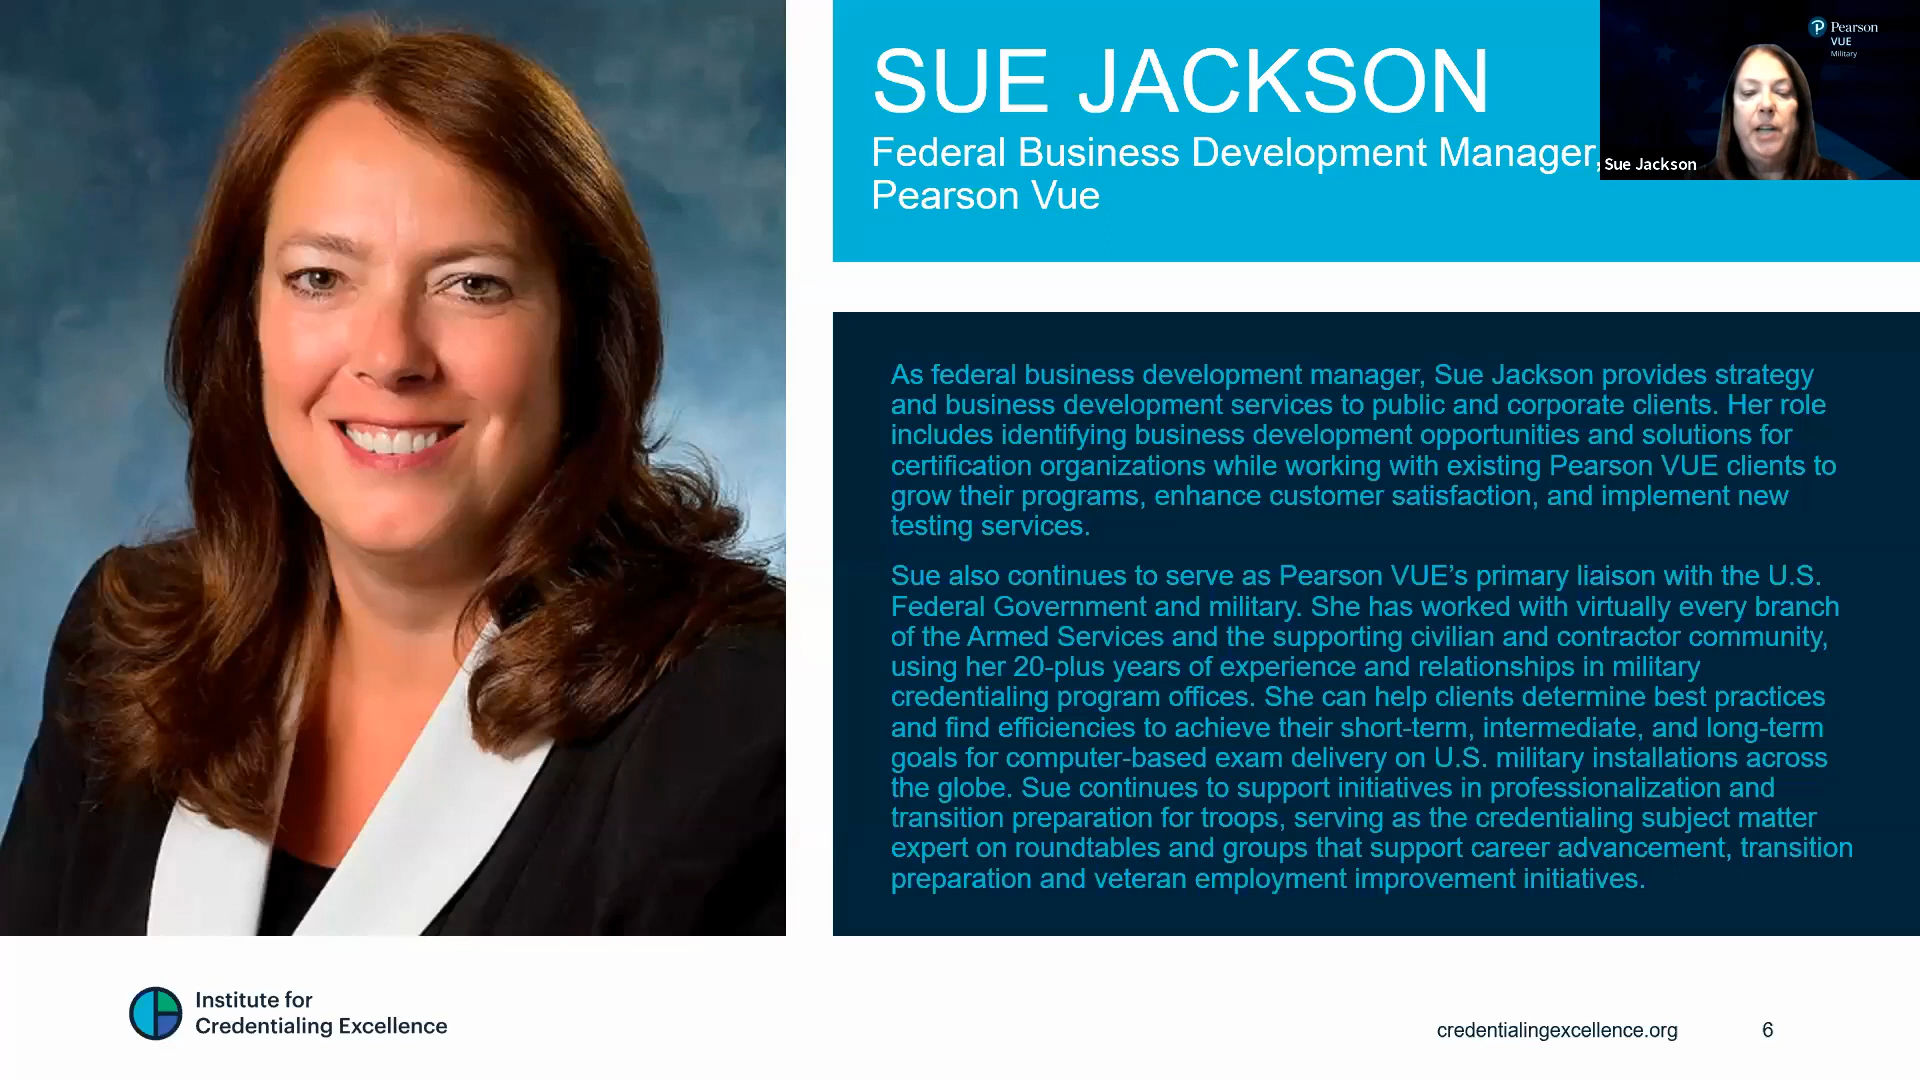 SUE JACKSON
Federal Business Development Manager,
Pearson Vue
Pearson
VUE
Military
Sue Jackson
As federal business development manager, Sue Jackson provides strategy
and business development services to public and corporate clients. Her role
includes identifying business development opportunities and solutions for
certification organizations while working with existing Pearson VUE clients to
grow their programs, enhance customer satisfaction, and implement new
testing services.
Sue also continues to serve as Pearson VUE’s primary liaison with the U.S.
Federal Government and military. She has worked with virtually every branch
of the Armed Services and the supporting civilian and contractor community,
using her 20-plus years of experience and relationships in military
credentialing program offices. She can help clients determine best practices
and find efficiencies to achieve their short-term, intermediate, and long-term
goals for computer-based exam delivery on U.S. military installations across
the globe. Sue continues to support initiatives in professionalization and
transition preparation for troops, serving as the credentialing subject matter
expert on roundtables and groups that support career advancement, transition
preparation and veteran employment improvement initiatives.
Institute for
Credentialing Excellence
credentialingexcellence.org
6